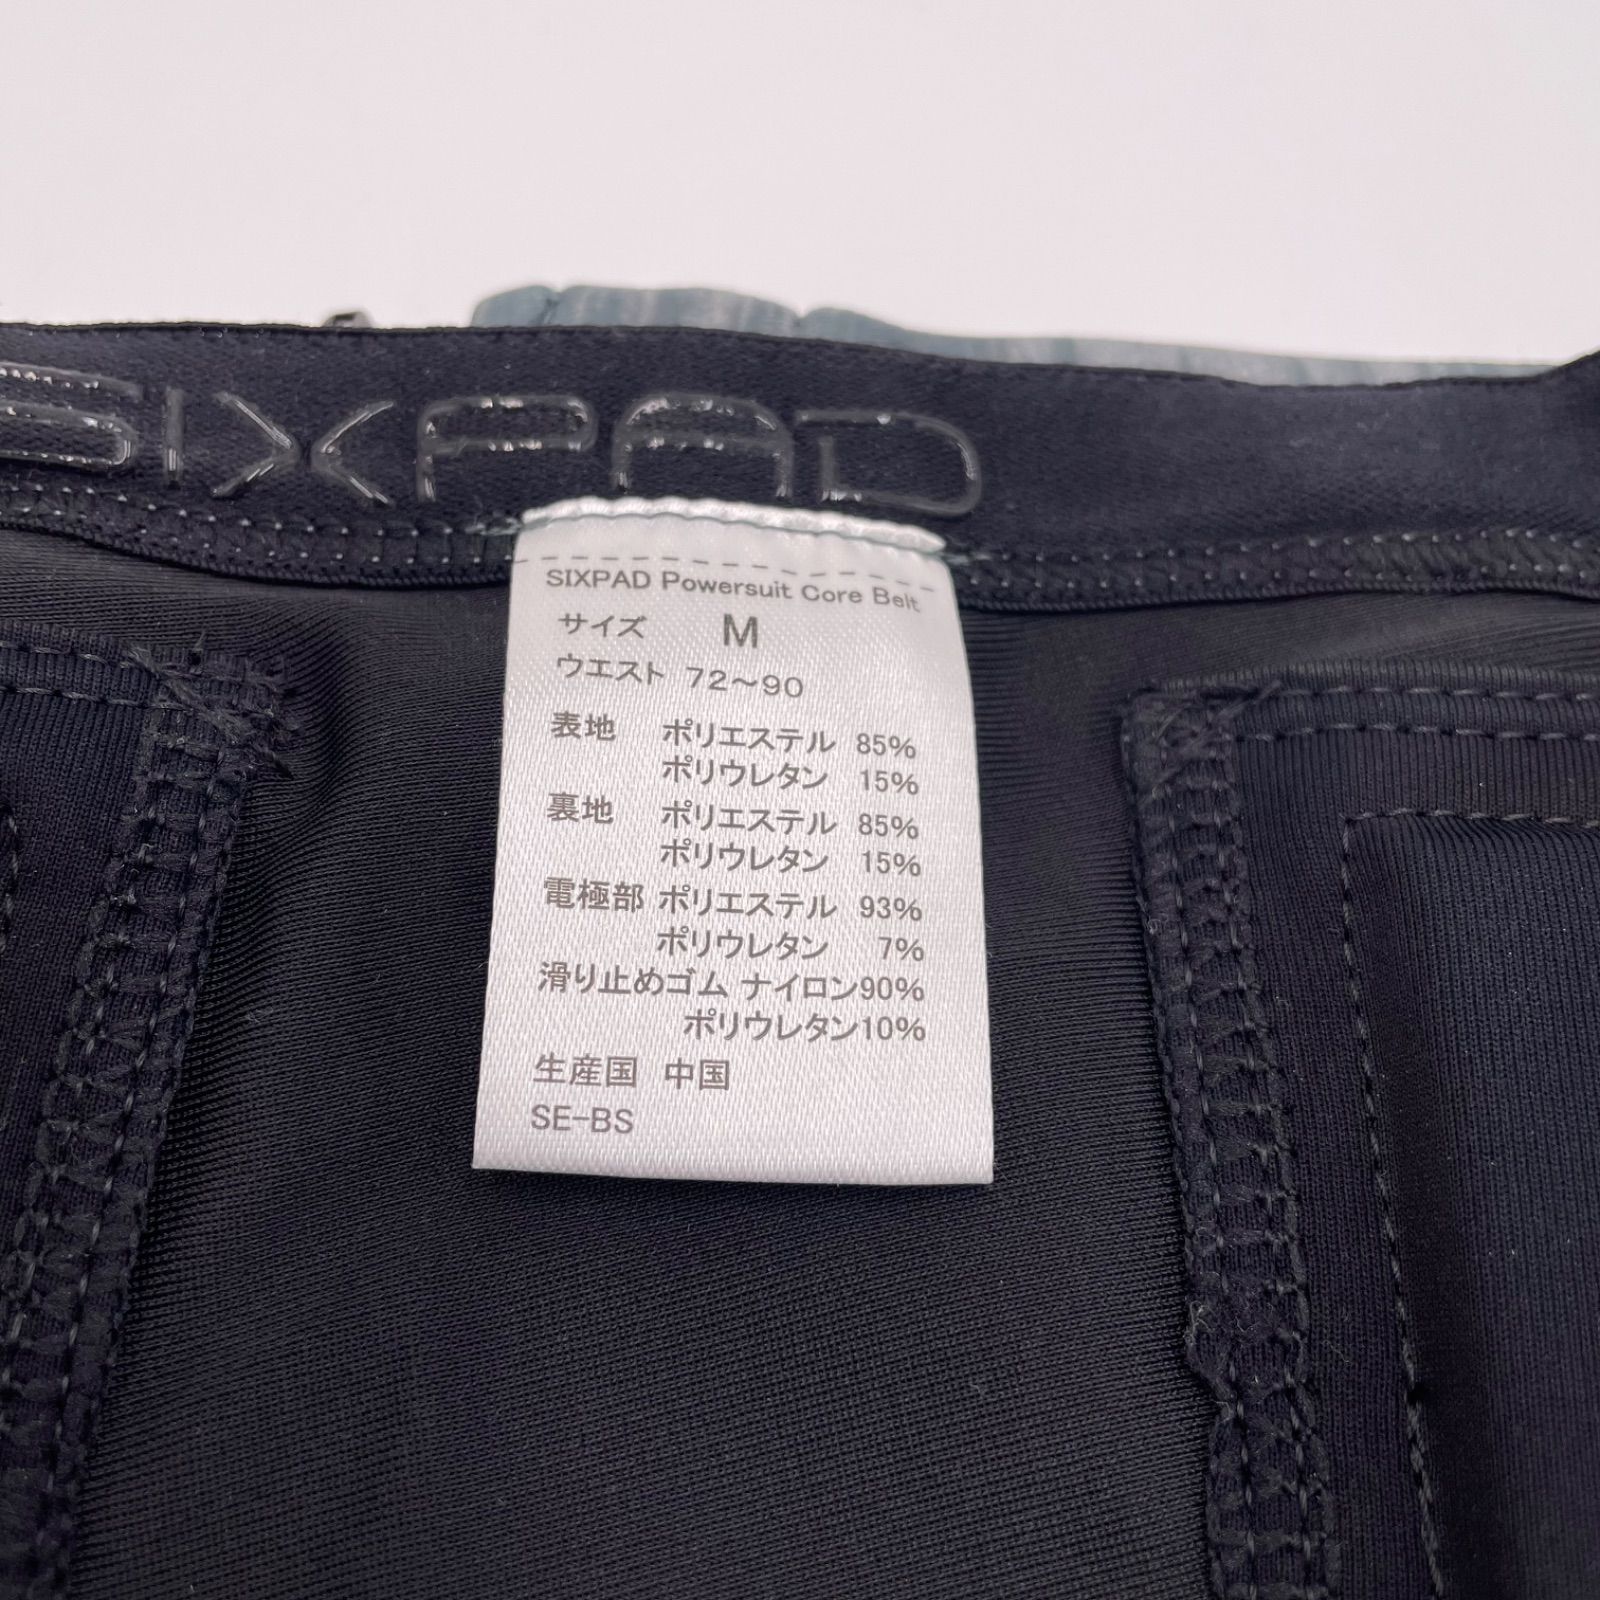 SIXPAD
SIXPAD Powersuit Core Belt
サイズ M
ウエスト 72～90
表地 ポリエステル 85%
ポリウレタン 15%
裏地 ポリエステル 85%
ポリウレタン 15%
電極部 ポリエステル 93%
ポリウレタン 7%
滑り止めゴム ナイロン90%
ポリウレタン10%
生産国 中国
SE-BS